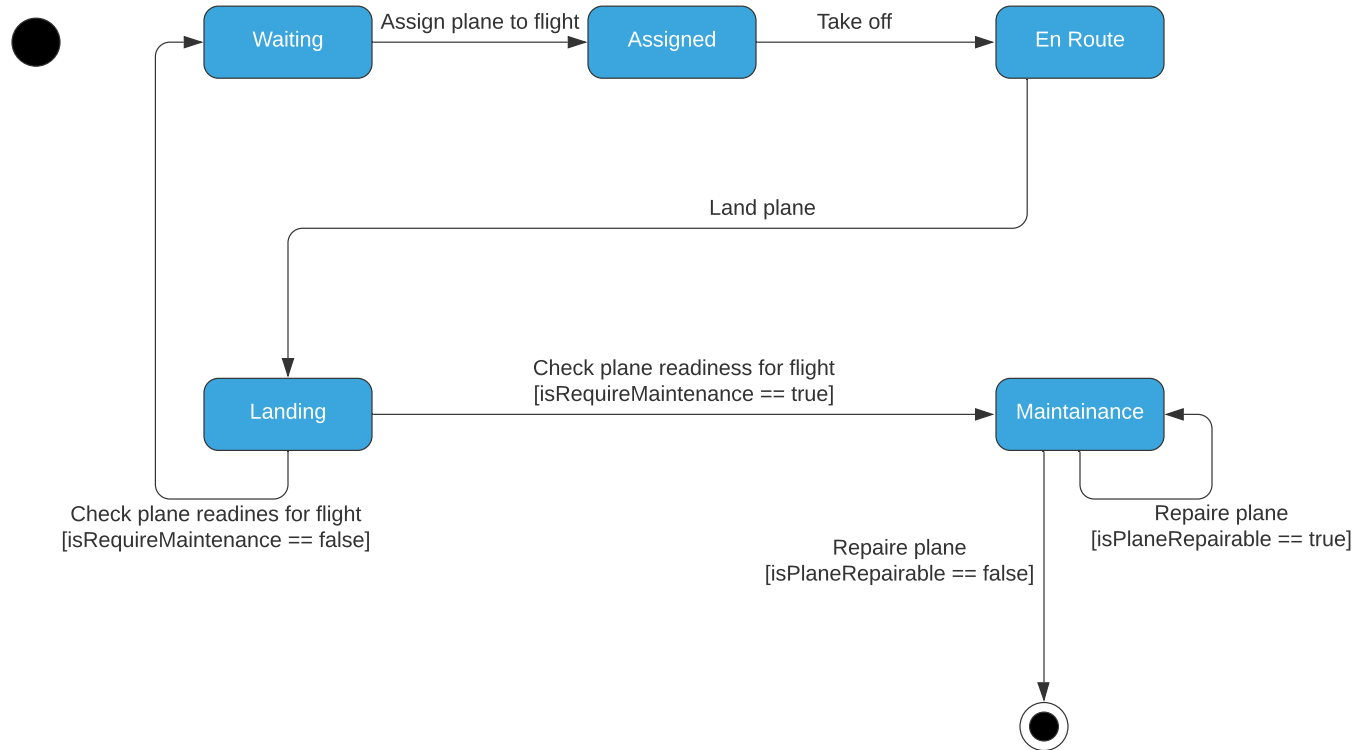 Waiting
Assign plane to flight
Assigned
Take off
En Route
Land plane
Check plane readiness for flight
[isRequireMaintenance == true]
Landing
Maintainance
Check plane readines for flight
[isRequireMaintenance == false]
Repaire plane
[isPlaneRepairable == true]
Repaire plane
[isPlaneRepairable == false]